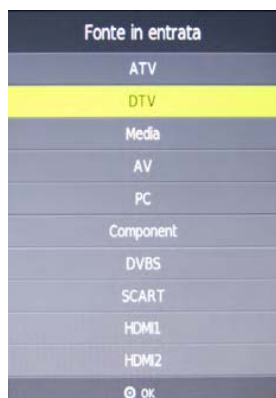 Fonte in entrata
ATV
DTV
Media
AV
PC
Component
DVBS
SCART
HDMI1
HDMI2
OK